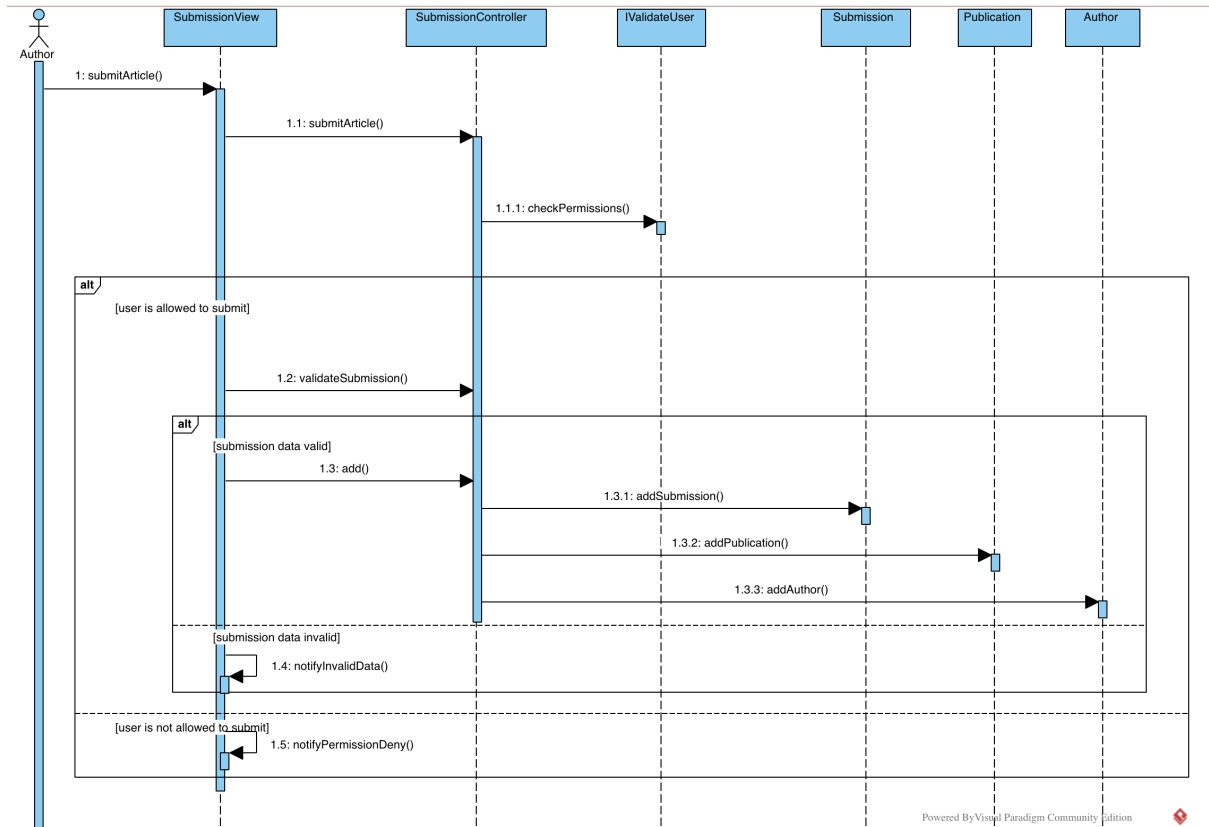 SubmissionView
SubmissionController
IValidateUser
Submission
Publication
Author
Author
1: submitArticle()
1.1: submitArticle()
1.1.1: checkPermissions()
alt
[user is allowed to submit]
1.2: validateSubmission()
alt
[submission data valid]
1.3: add()
1.3.1: addSubmission()
1.3.2: addPublication()
1.3.3: addAuthor()
[submission data invalid]
1.4: notifyInvalidData()
[user is not allowed to submit]
1.5: notifyPermissionDeny()
Powered ByVisual Paradigm Community Edition